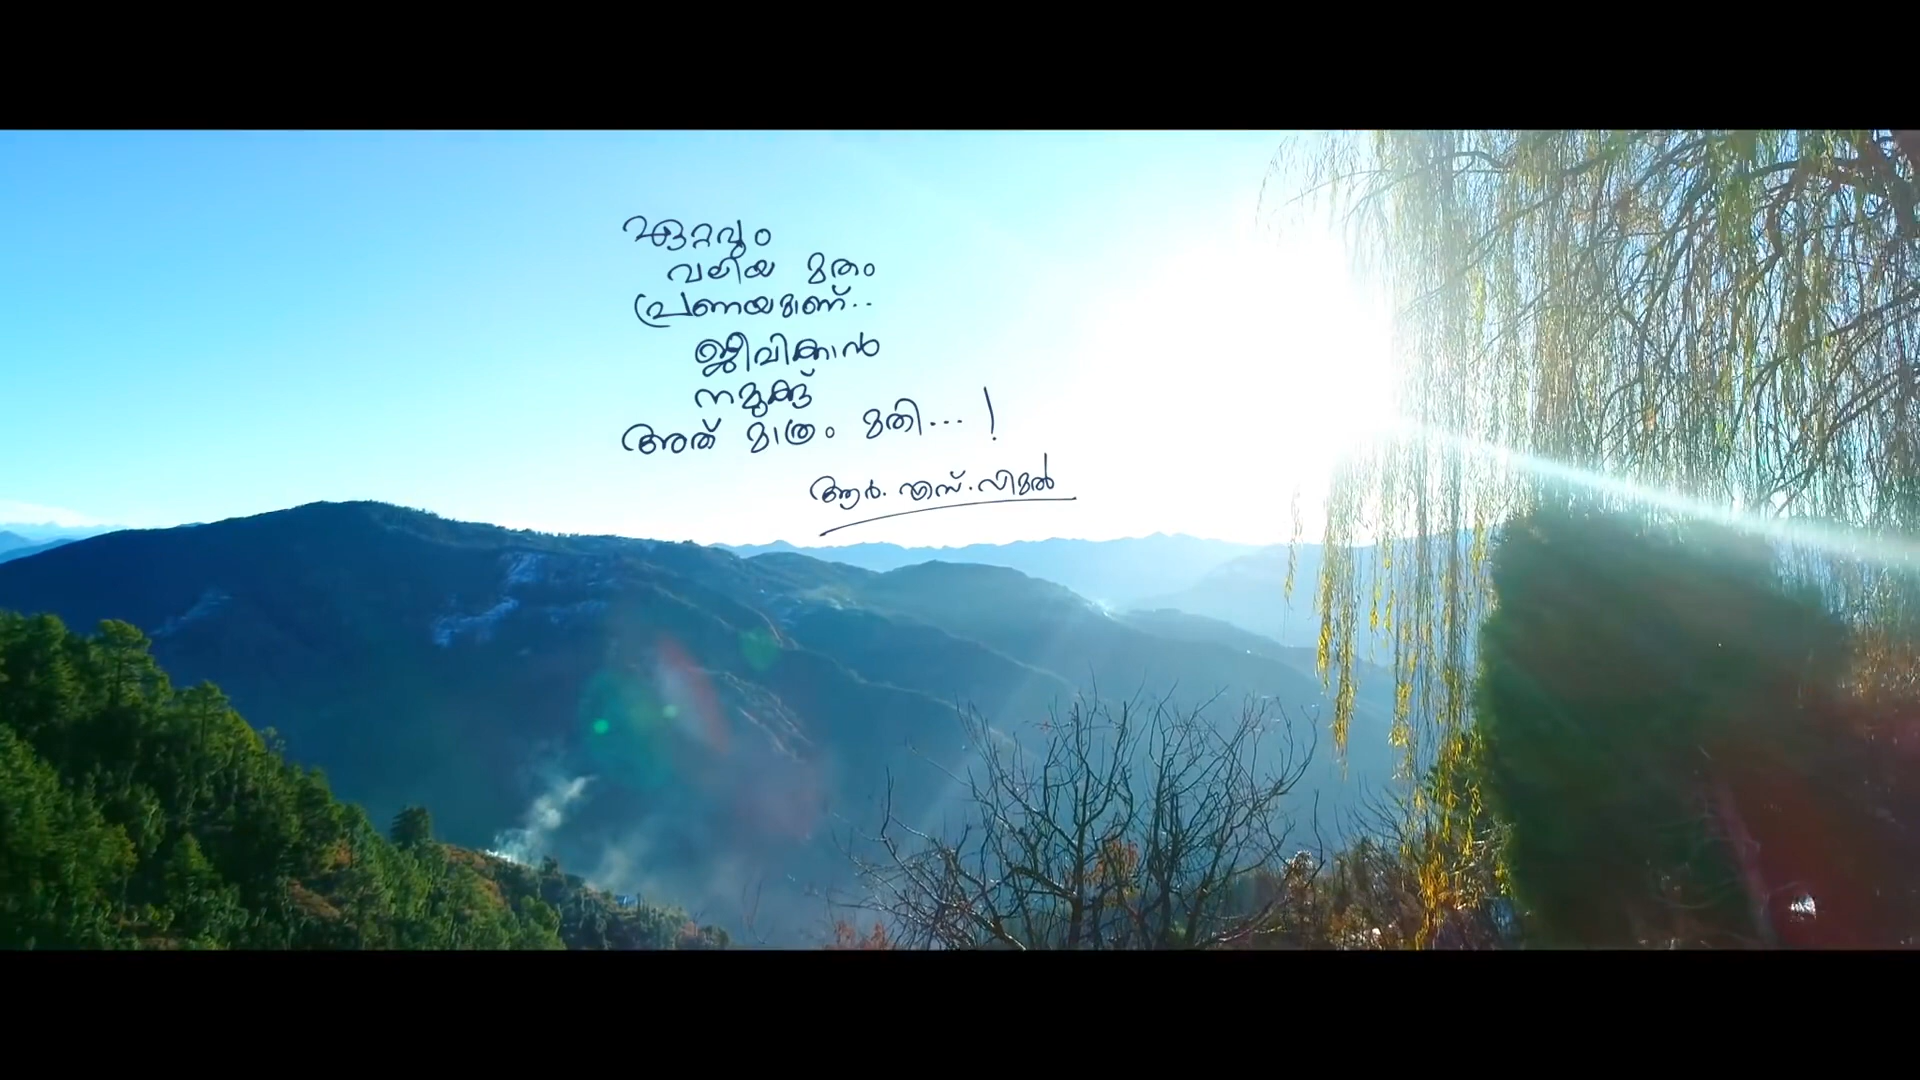 ഏറ്റവും
വലിയ മതം
പ്രണയമാണ്..
ജീവിക്കാൻ
നമുക്ക്
അത് മാത്രം മതി...!
ആർ. എസ്. വിമൽ